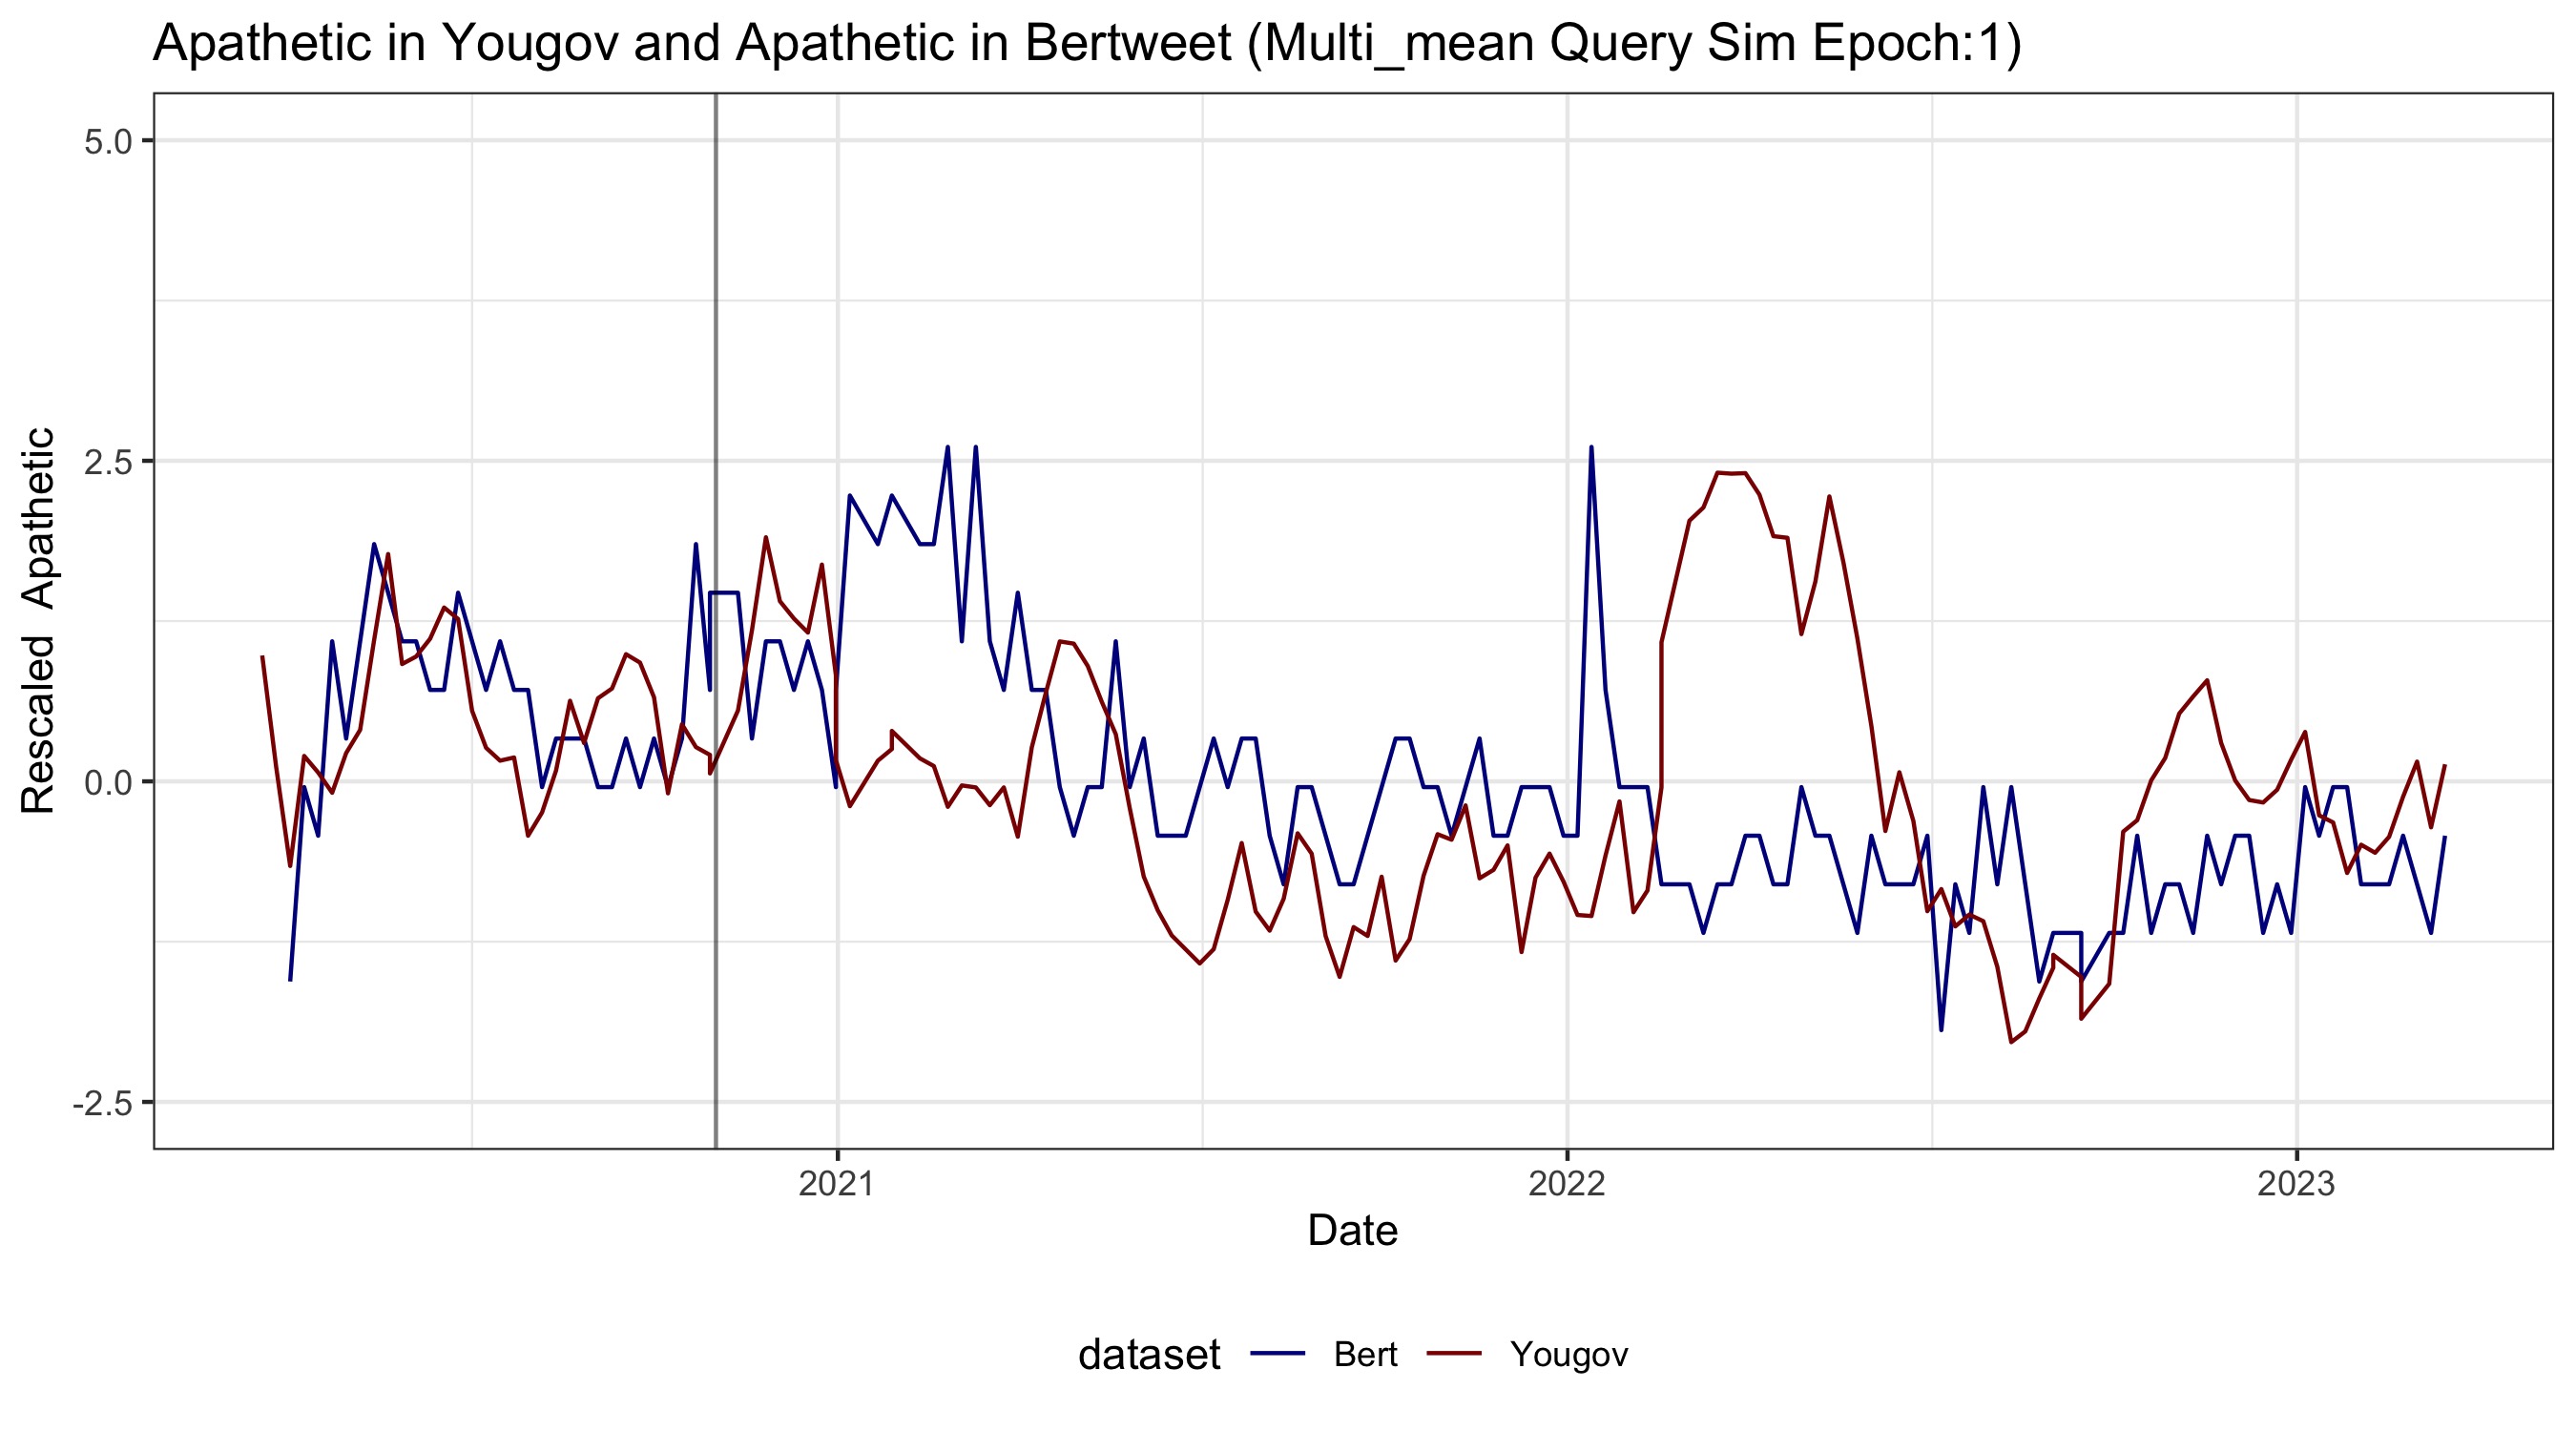 Apathetic in Yougov and Apathetic in Bertweet (Multi_mean Query Sim Epoch:1)
Rescaled Apathetic
5.0
2.5
0.0
-2.5
2021
2022
2023
Date
dataset
Bert
Yougov